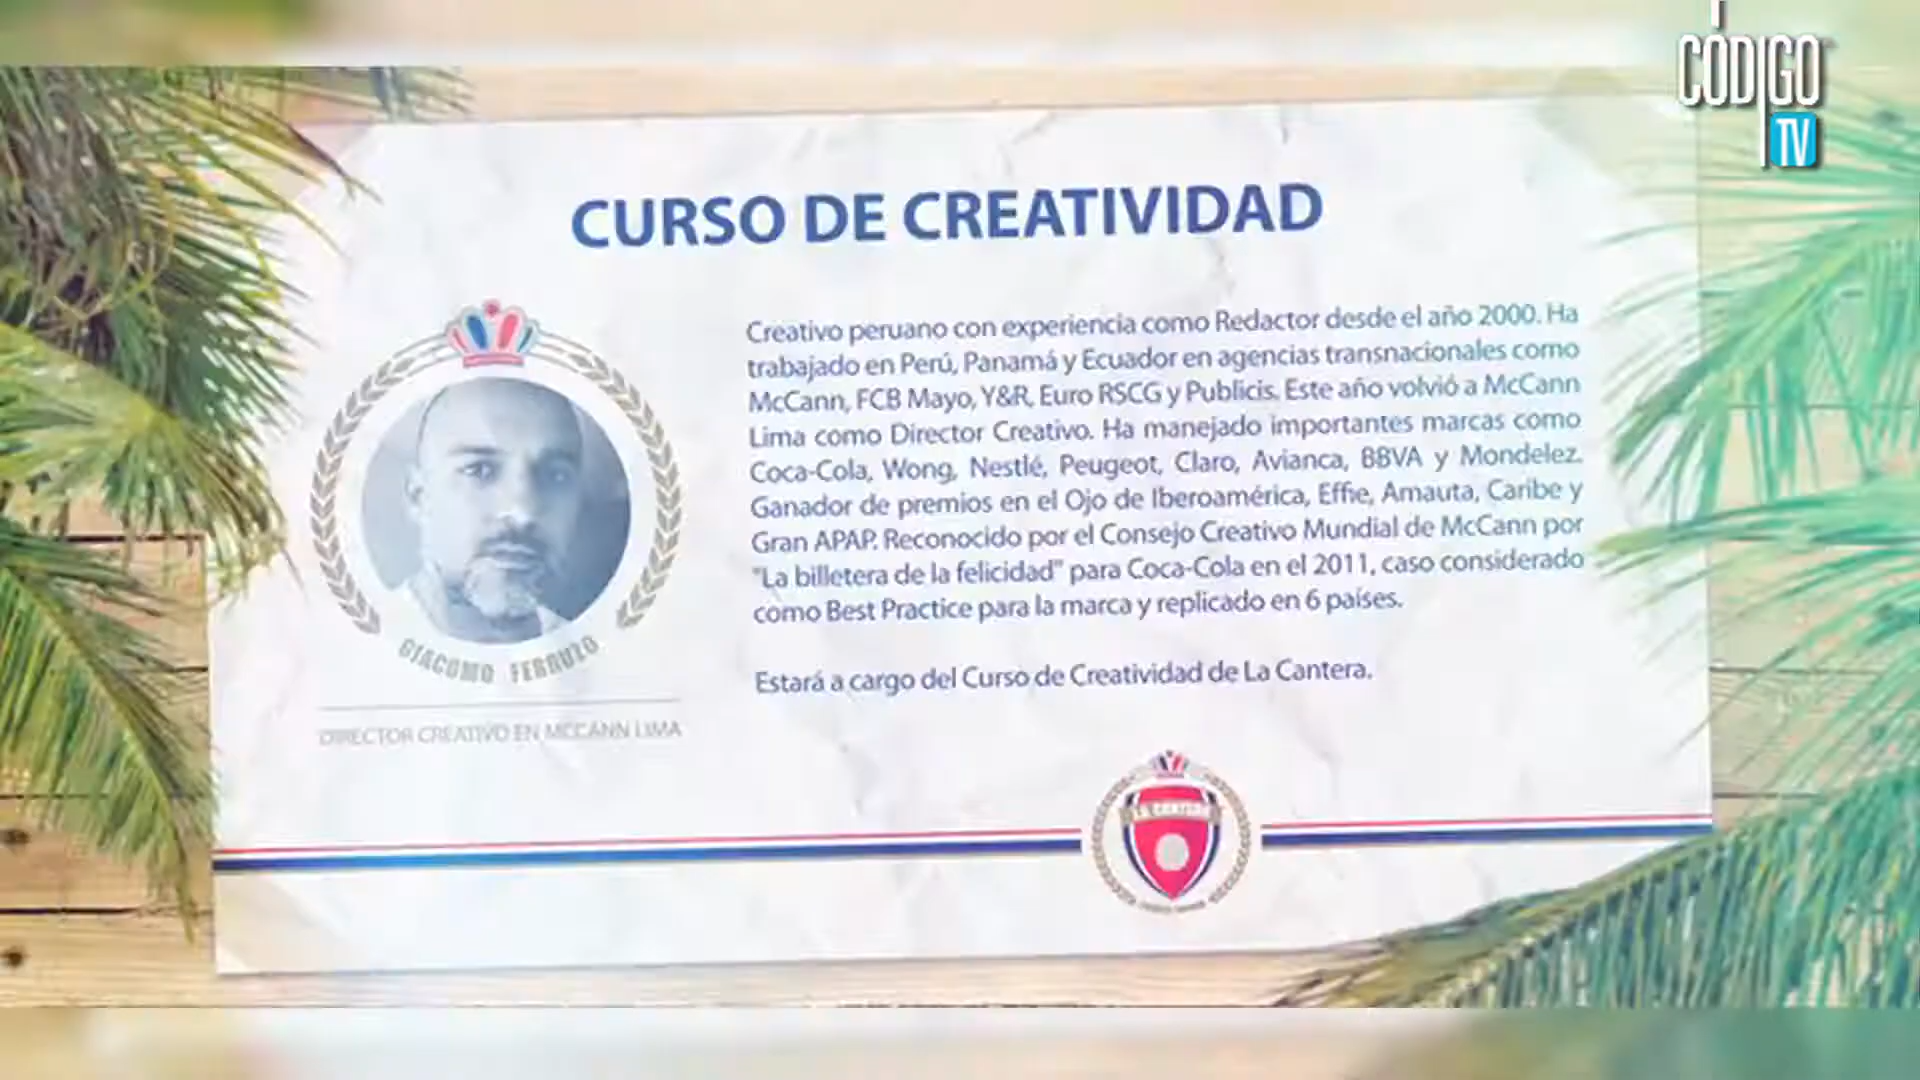 CÓDIGO
TV
CURSO DE CREATIVIDAD
Creativo peruano con experiencia como Redactor desde el año 2000. Ha
trabajado en Perú, Panamá y Ecuador en agencias transnacionales como
McCann, FCB Mayo, Y&R, Euro RSCG y Publicis. Este año volvió a McCann
Lima como Director Creativo. Ha manejado importantes marcas como
Coca-Cola, Wong, Nestlé, Peugeot, Claro, Avianca, BBVA y Mondelez.
Ganador de premios en el Ojo de Iberoamérica, Effie, Amauta, Caribe y
Gran APAP. Reconocido por el Consejo Creativo Mundial de McCann por
"La billetera de la felicidad" para Coca-Cola en el 2011, caso considerado
como Best Practice para la marca y replicado en 6 países.
Estará a cargo del Curso de Creatividad de La Cantera.
GIACOMO FERRUZO
DIRECTOR CREATIVO EN MCCANN LIMA
LA CANTERA